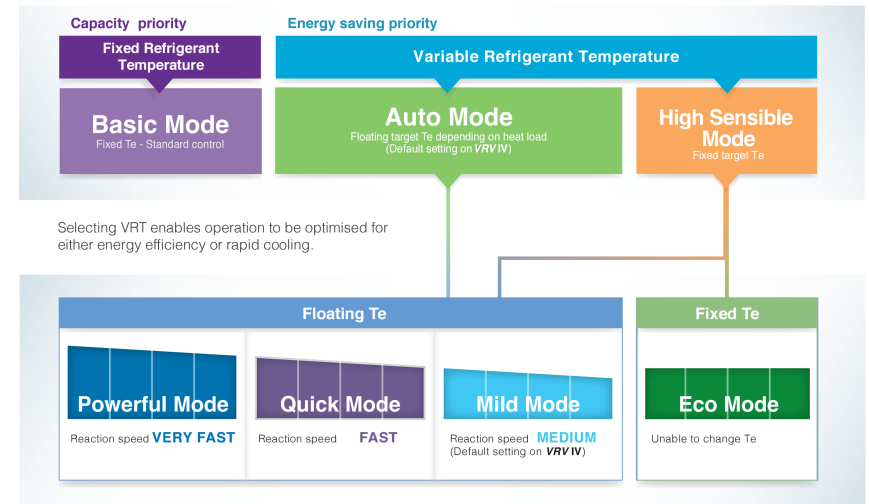 Capacity priority
Energy saving priority
Fixed Refrigerant
Temperature
Variable Refrigerant Temperature
Basic Mode
Fixed Te - Standard control
Auto Mode
Floating target Te depending on heat load
(Default setting on VRV IV)
High Sensible
Mode
Fixed target Te
Selecting VRT enables operation to be optimised for
either energy efficiency or rapid cooling.
Floating Te
Fixed Te
Powerful Mode
Reaction speed VERY FAST
Quick Mode
Reaction speed FAST
Mild Mode
Reaction speed MEDIUM
(Default setting on VRV IV)
Eco Mode
Unable to change Te